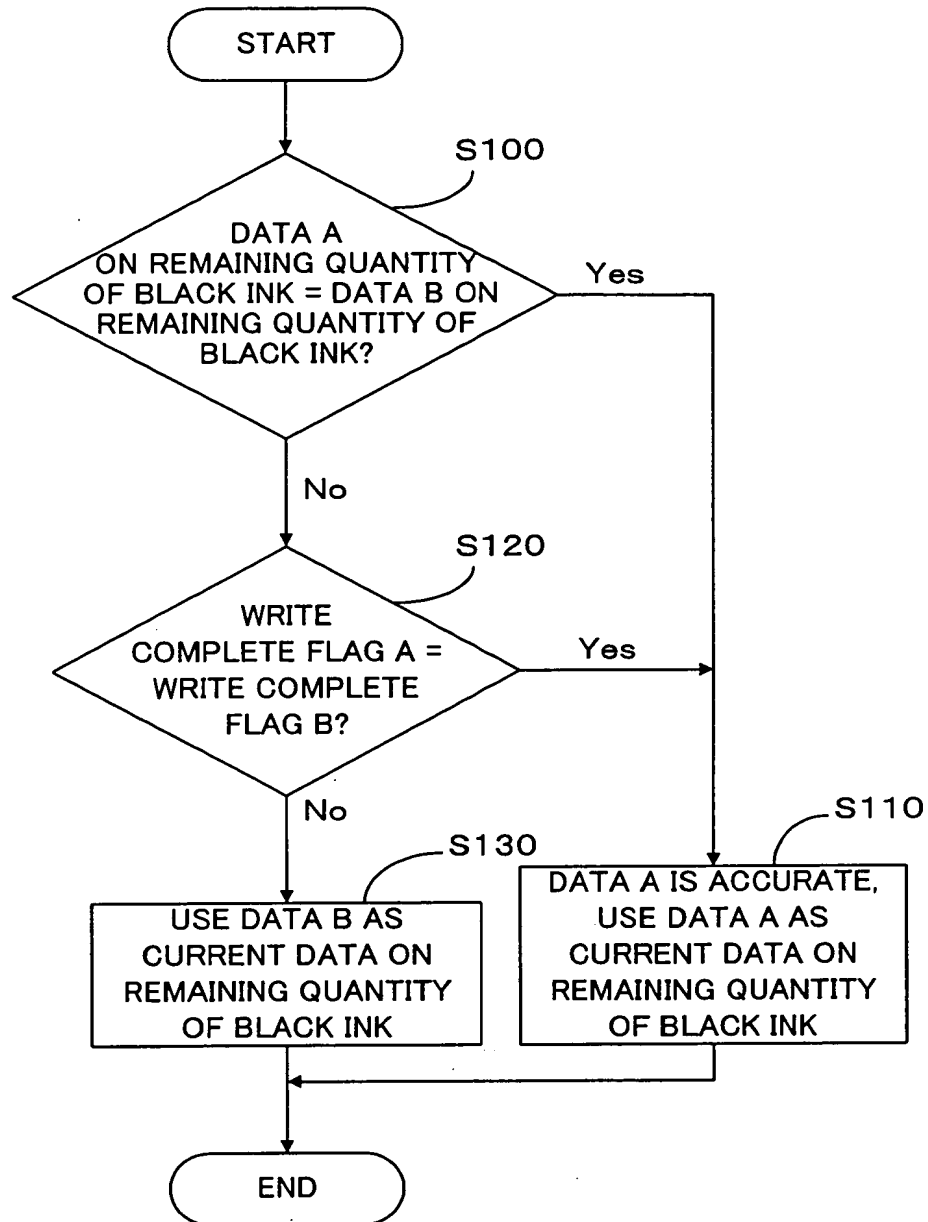 START
S100
DATA A
ON REMAINING QUANTITY
OF BLACK INK = DATA B ON
REMAINING QUANTITY OF
BLACK INK?
Yes
No
S120
WRITE
COMPLETE FLAG A =
WRITE COMPLETE
FLAG B?
Yes
No
S130
USE DATA B AS
CURRENT DATA ON
REMAINING QUANTITY
OF BLACK INK
S110
DATA A IS ACCURATE,
USE DATA A AS
CURRENT DATA ON
REMAINING QUANTITY
OF BLACK INK
END